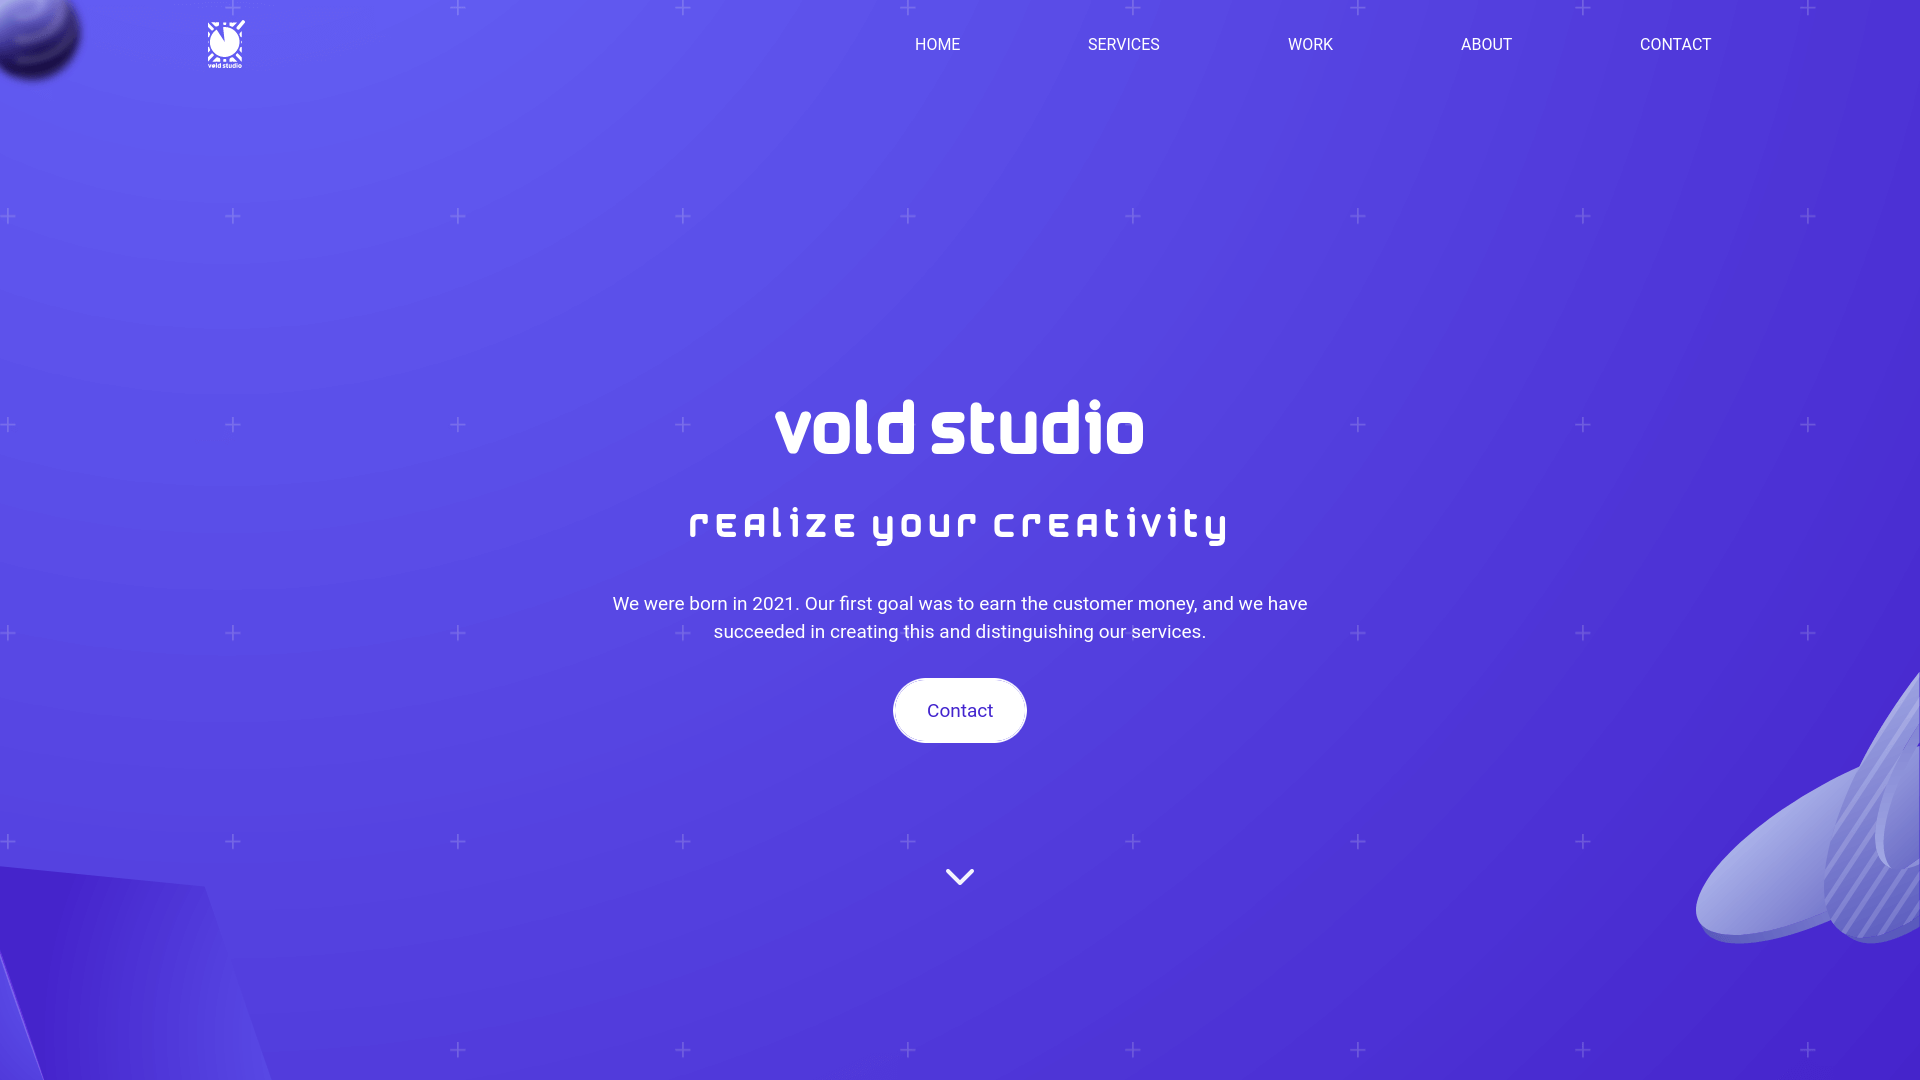 vold studio
HOME
SERVICES
WORK
ABOUT
CONTACT
vold studio
realize your creativity
We were born in 2021. Our first goal was to earn the customer money, and we have
succeeded in creating this and distinguishing our services.
Contact